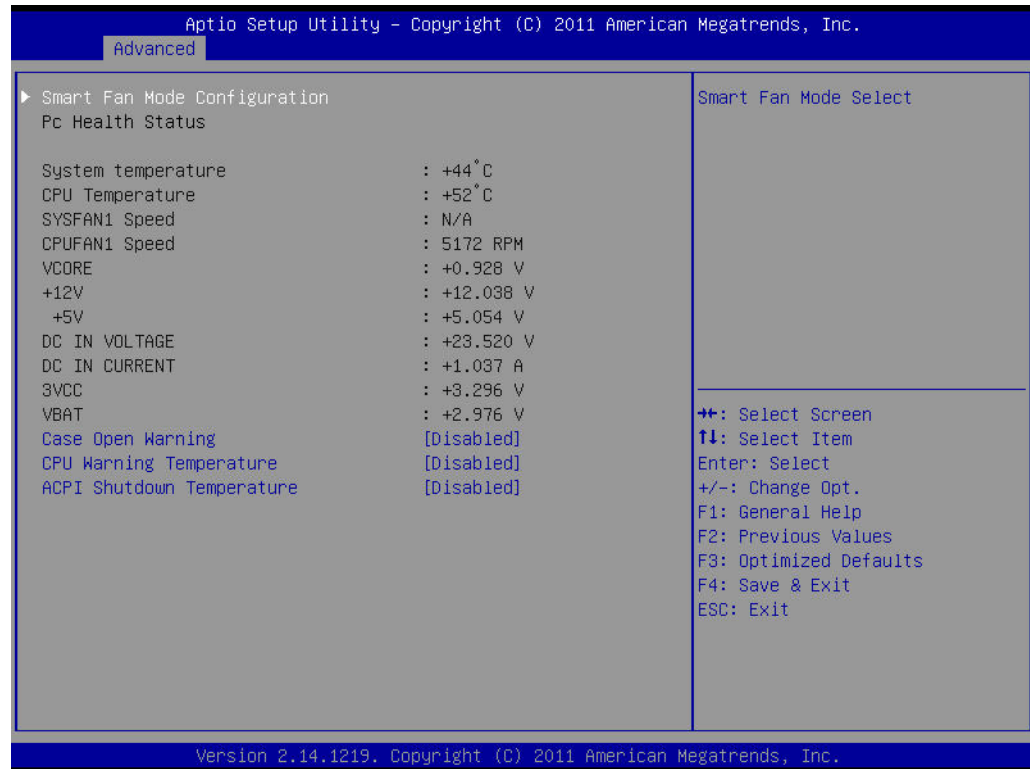 Aptio Setup Utility – Copyright (C) 2011 American Megatrends, Inc.
Advanced
Smart Fan Mode Configuration
Pc Health Status
System temperature : +44°C
CPU Temperature : +52°C
SYSFAN1 Speed : N/A
CPUFAN1 Speed : 5172 RPM
VCORE : +0.928 V
+12V : +12.038 V
+5V : +5.054 V
DC IN VOLTAGE : +23.520 V
DC IN CURRENT : +1.037 A
3VCC : +3.296 V
VBAT : +2.976 V
Case Open Warning [Disabled]
CPU Warning Temperature [Disabled]
ACPI Shutdown Temperature [Disabled]
Smart Fan Mode Select
→←: Select Screen
↑↓: Select Item
Enter: Select
+/-: Change Opt.
F1: General Help
F2: Previous Values
F3: Optimized Defaults
F4: Save & Exit
ESC: Exit
Version 2.14.1219. Copyright (C) 2011 American Megatrends, Inc.